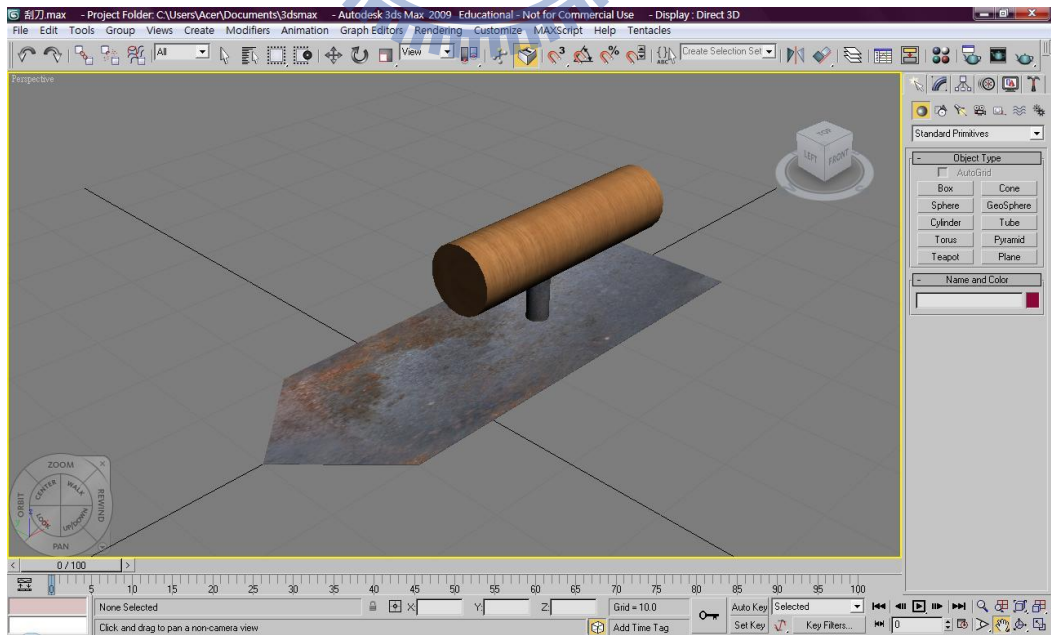 刮刀.max - Project Folder: C:\Users\Acer\Documents\3dsmax - Autodesk 3ds Max 2009 Educational - Not for Commercial Use - Display : Direct 3D
File Edit Tools Group Views Create Modifiers Animation Graph Editors Rendering Customize MAXScript Help Tentacles
All View Create Selection Set
Perspective
TOP
LEFT FRONT
Standard Primitives
- Object Type
AutoGrid
Box Cone
Sphere GeoSphere
Cylinder Tube
Torus Pyramid
Teapot Plane
- Name and Color
ZOOM
CENTER WALK
ORBIT REWIND
LOOK UP/DOWN
PAN
< 0 / 100 >
0 5 10 15 20 25 30 35 40 45 50 55 60 65 70 75 80 85 90 95 100
None Selected X: Y: Z: Grid = 10.0 Auto Key Selected
Click and drag to pan a non-camera view Add Time Tag Set Key Key Filters... 0